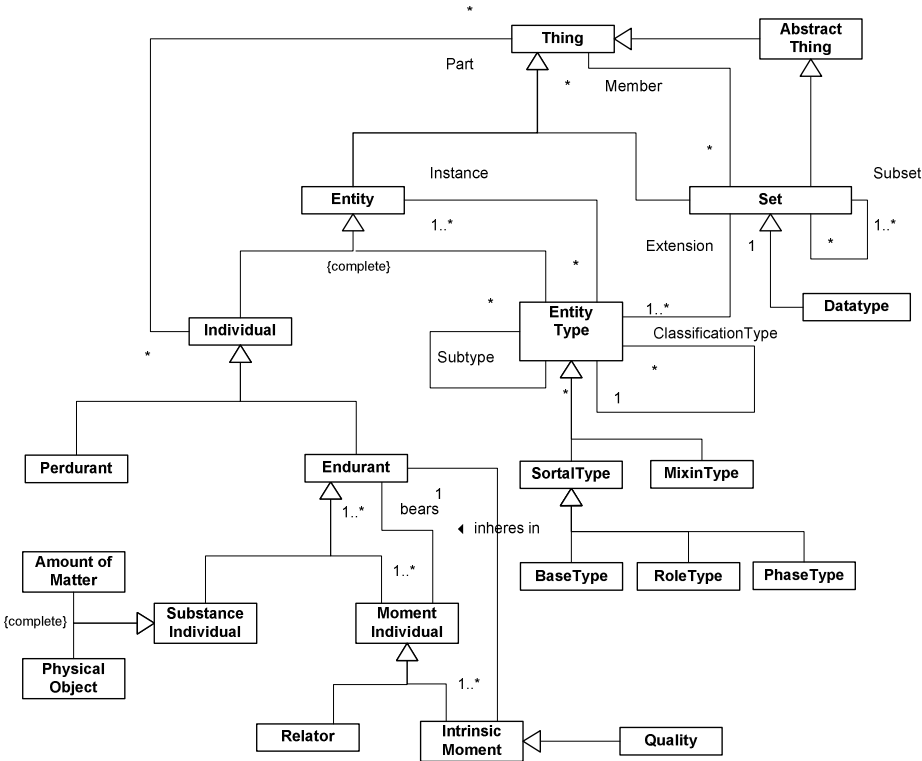 *
Thing
Abstract
Thing
Part
*
Member
*
Instance
Subset
Entity
Set
1..*
1
*
1..*
Extension
{complete}
*
*
1..*
Datatype
Individual
Entity
Type
ClassificationType
*
Subtype
*
*
1
Perdurant
Endurant
SortalType
MixinType
1
1..*
bears
inheres in
Amount of
Matter
1..*
BaseType
RoleType
PhaseType
{complete}
Substance
Individual
Moment
Individual
Physical
Object
1..*
Relator
Intrinsic
Moment
Quality